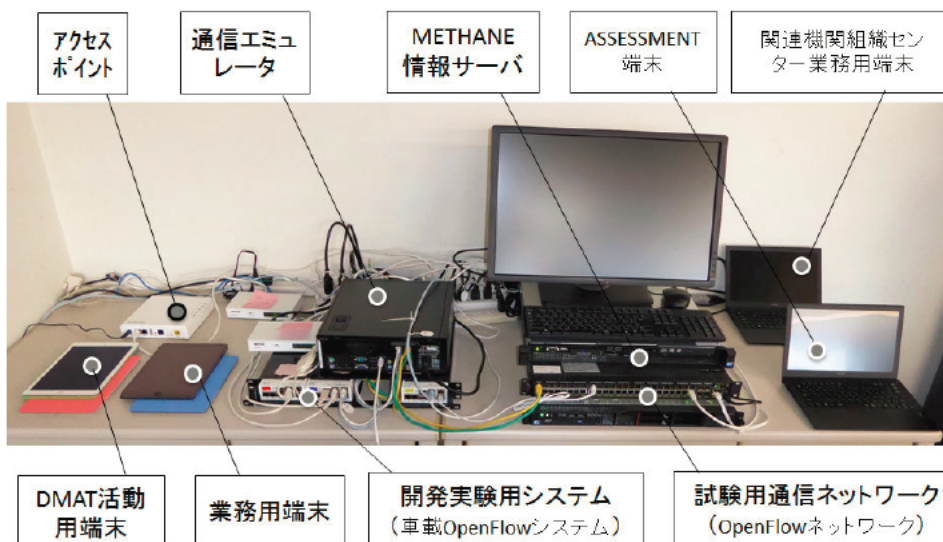 アクセス
ポイント
通信エミュ
レータ
METHANE
情報サーバ
ASSESSMENT
端末
関連機関組織セン
ター業務用端末
DMAT活動
用端末
業務用端末
開発実験用システム
（車載OpenFlowシステム）
試験用通信ネットワーク
（OpenFlowネットワーク）